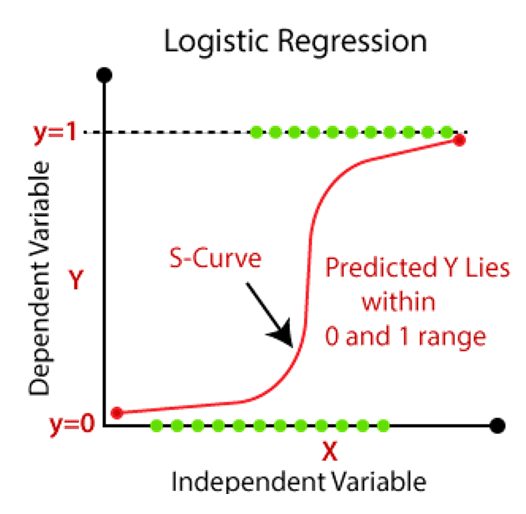 Logistic Regression
y=1
Dependent Variable
Y
S-Curve
Predicted Y Lies
within
0 and 1 range
y=0
X
Independent Variable